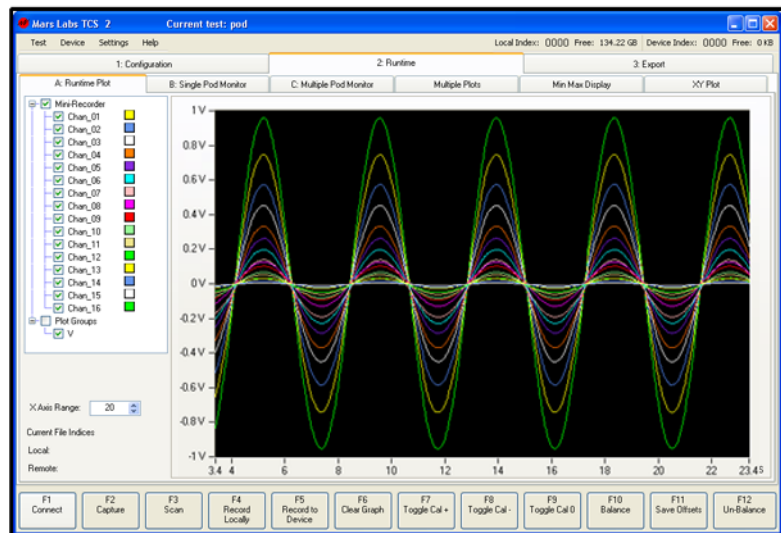 Mars Labs TCS 2 Current test: pod
Test Device Settings Help Local Index: 0000 Free: 134.22 GB Device Index: 0000 Free: 0 KB
1: Configuration 2: Runtime 3: Export
A: Runtime Plot B: Single Pod Monitor C: Multiple Pod Monitor Multiple Plots Min Max Display XY Plot
Mini-Recorder
Chan_01
Chan_02
Chan_03
Chan_04
Chan_05
Chan_06
Chan_07
Chan_08
Chan_09
Chan_10
Chan_11
Chan_12
Chan_13
Chan_14
Chan_15
Chan_16
Plot Groups
V
X Axis Range: 20
Current File Indices
Local:
Remote:
1 V
0.8 V
0.6 V
0.4 V
0.2 V
0 V
-0.2 V
-0.4 V
-0.6 V
-0.8 V
-1 V
3.4 4 6 8 10 12 14 16 18 20 22 23.4 S
F1 F2 F3 F4 F5 F6 F7 F8 F9 F10 F11 F12
Connect Capture Scan Record Locally Record to Device Clear Graph Toggle Cal + Toggle Cal - Toggle Cal 0 Balance Save Offsets Un-Balance